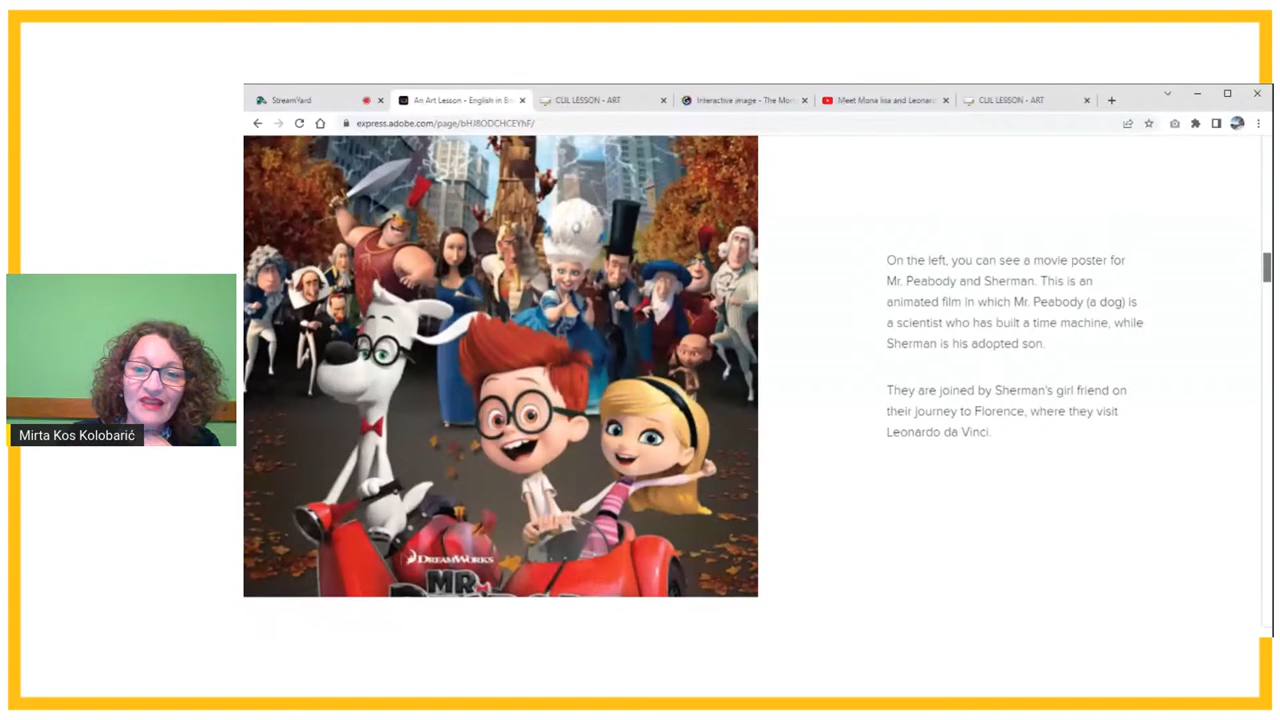 StreamYard
An Art Lesson - English in B
CLIL LESSON - ART
Interactive image - The Mo
Meet Mona lisa and Leonar
CLIL LESSON - ART
express.adobe.com/page/bHJ8ODCHCEYhF/
On the left, you can see a movie poster for
Mr. Peabody and Sherman. This is an
animated film in which Mr. Peabody (a dog) is
a scientist who has built a time machine, while
Sherman is his adopted son.
They are joined by Sherman's girl friend on
their journey to Florence, where they visit
Leonardo da Vinci.
Mirta Kos Kolobarić
DREAMWORKS
MR.